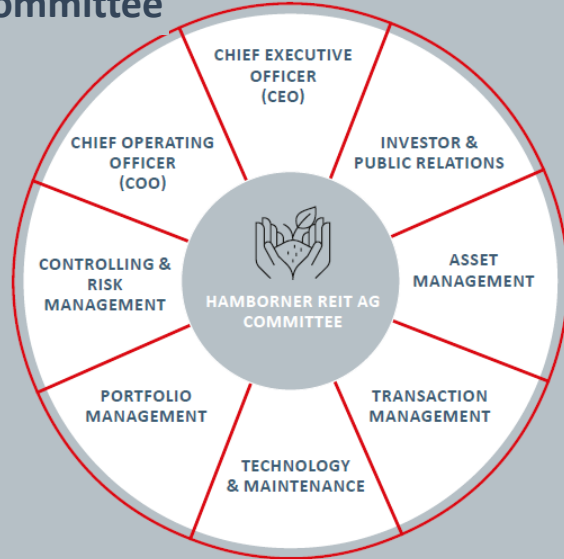 ommittee
CHIEF EXECUTIVE
OFFICER
(CEO)
INVESTOR &
PUBLIC RELATIONS
ASSET
MANAGEMENT
TRANSACTION
MANAGEMENT
TECHNOLOGY
& MAINTENANCE
PORTFOLIO
MANAGEMENT
CONTROLLING &
RISK
MANAGEMENT
CHIEF OPERATING
OFFICER
(COO)
HAMBORNER REIT AG
COMMITTEE